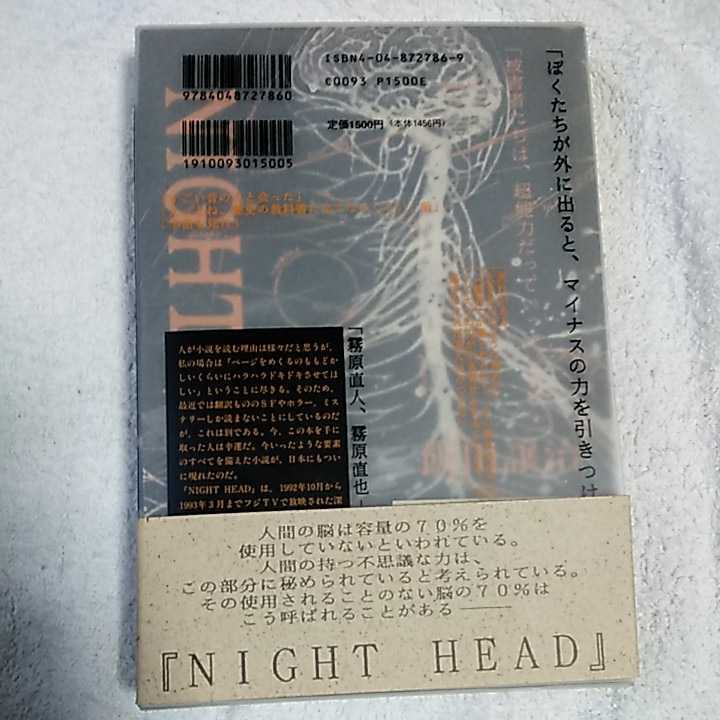 ISBN4-04-872786-9
C0093 P1500E
9784048727860
定価1500円(本体1456円)
1910093015005
「ぼくたちが外に出ると、マイナスの力を引きつけ
NIGHT
「霧原直人、霧原直也
人が小説を読む理由は様々だと思うが、
私の場合は「ページをめくるのももどか
しいくらいにハラハラドキドキさせてほ
しい」ということに尽きる。そのため、
最近では翻訳もののSFやホラー、ミス
テリーしか読まないことにしているのだ
が、これは別である。今、この本を手に
取った人は幸運だ。今いったような要素
のすべてを備えた小説が、日本にもつい
に現れたのだ。
『NIGHT HEAD』は、1992年10月から
1993年3月までフジTVで放映された深
人間の脳は容量の70%を
使用していないといわれている。
人間の持つ不思議な力は、
この部分に秘められていると考えられている。
その使用されることのない脳の70%は
こう呼ばれることがある――
『NIGHT HEAD』